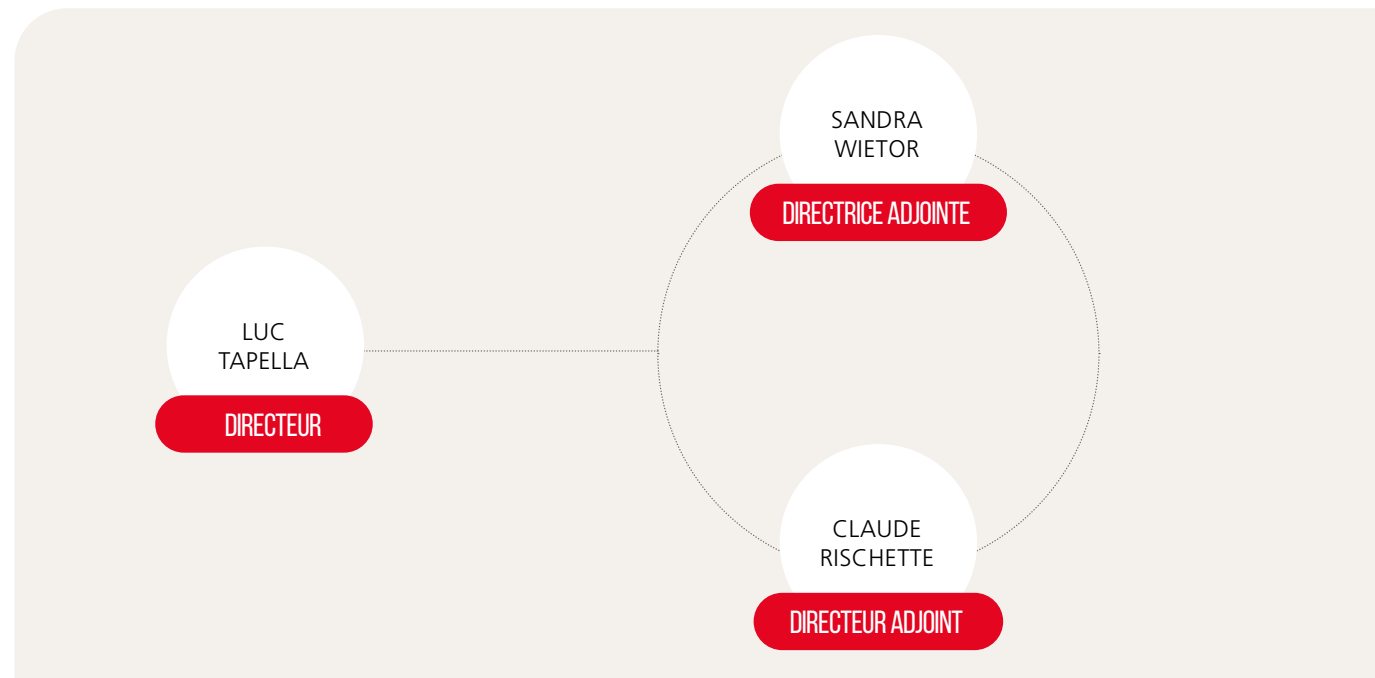 SANDRA
WIETOR
DIRECTRICE ADJOINTE
LUC
TAPELLA
DIRECTEUR
CLAUDE
RISCHETTE
DIRECTEUR ADJOINT